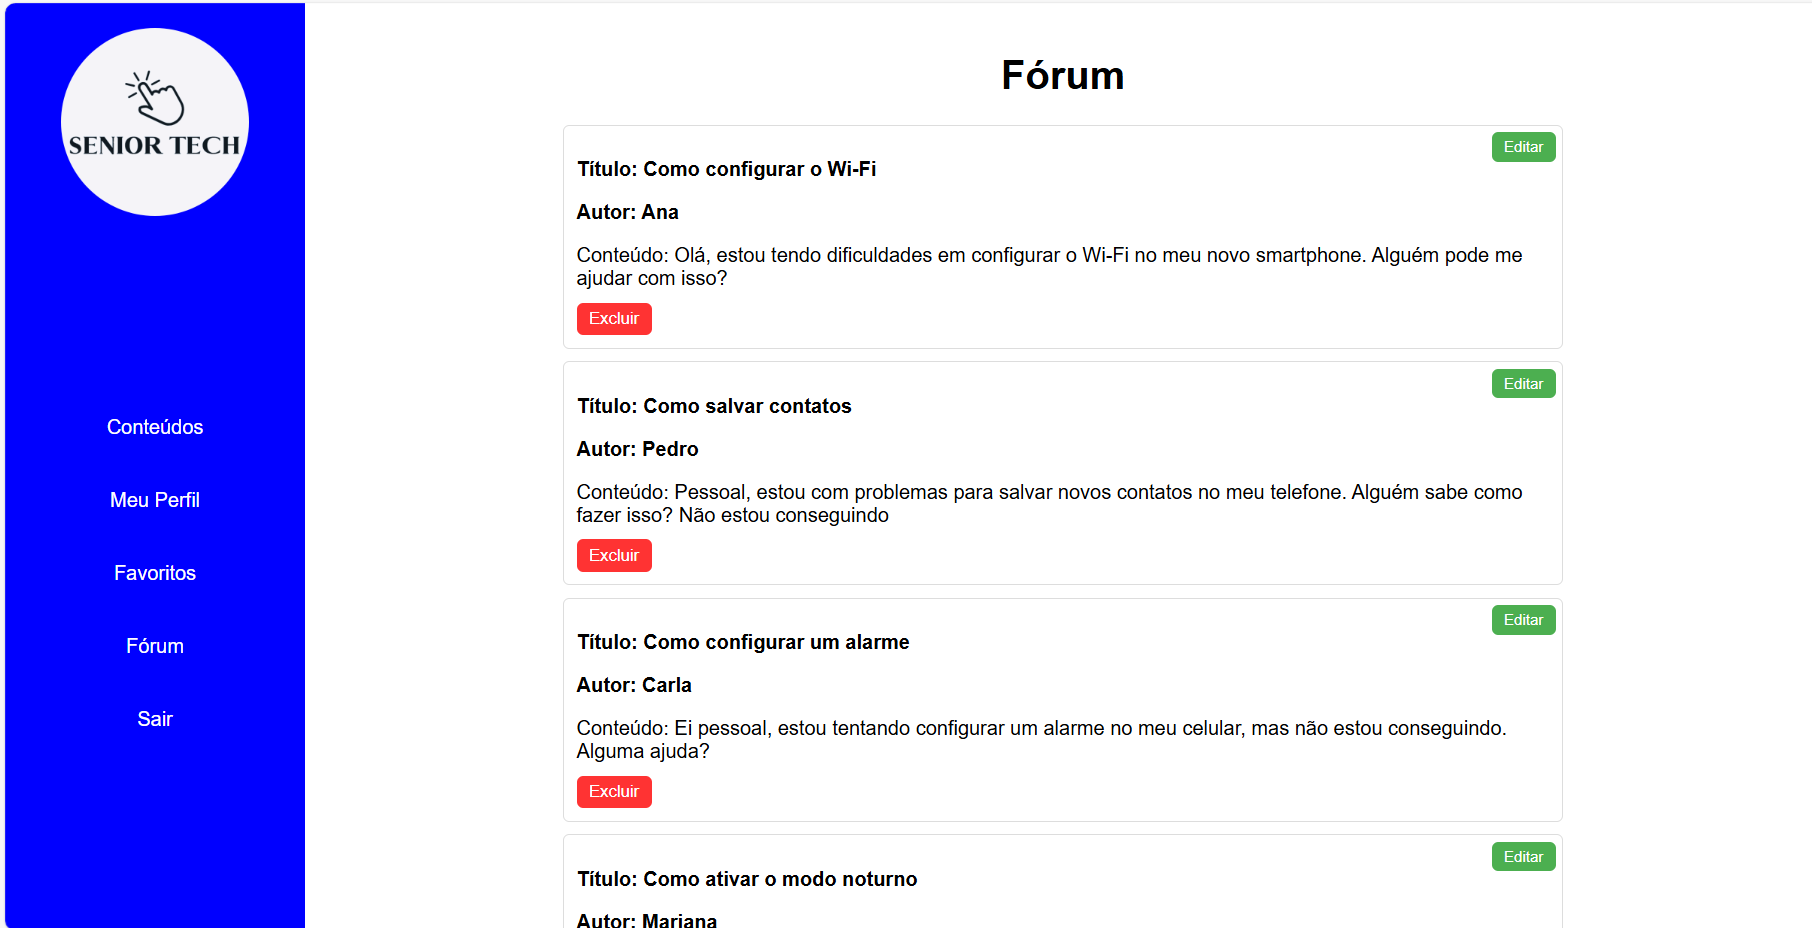 SENIOR TECH
Conteúdos
Meu Perfil
Favoritos
Fórum
Sair
Fórum
Editar
Título: Como configurar o Wi-Fi
Autor: Ana
Conteúdo: Olá, estou tendo dificuldades em configurar o Wi-Fi no meu novo smartphone. Alguém pode me
ajudar com isso?
Excluir
Editar
Título: Como salvar contatos
Autor: Pedro
Conteúdo: Pessoal, estou com problemas para salvar novos contatos no meu telefone. Alguém sabe como
fazer isso? Não estou conseguindo
Excluir
Editar
Título: Como configurar um alarme
Autor: Carla
Conteúdo: Ei pessoal, estou tentando configurar um alarme no meu celular, mas não estou conseguindo.
Alguma ajuda?
Excluir
Editar
Título: Como ativar o modo noturno
Autor: Mariana